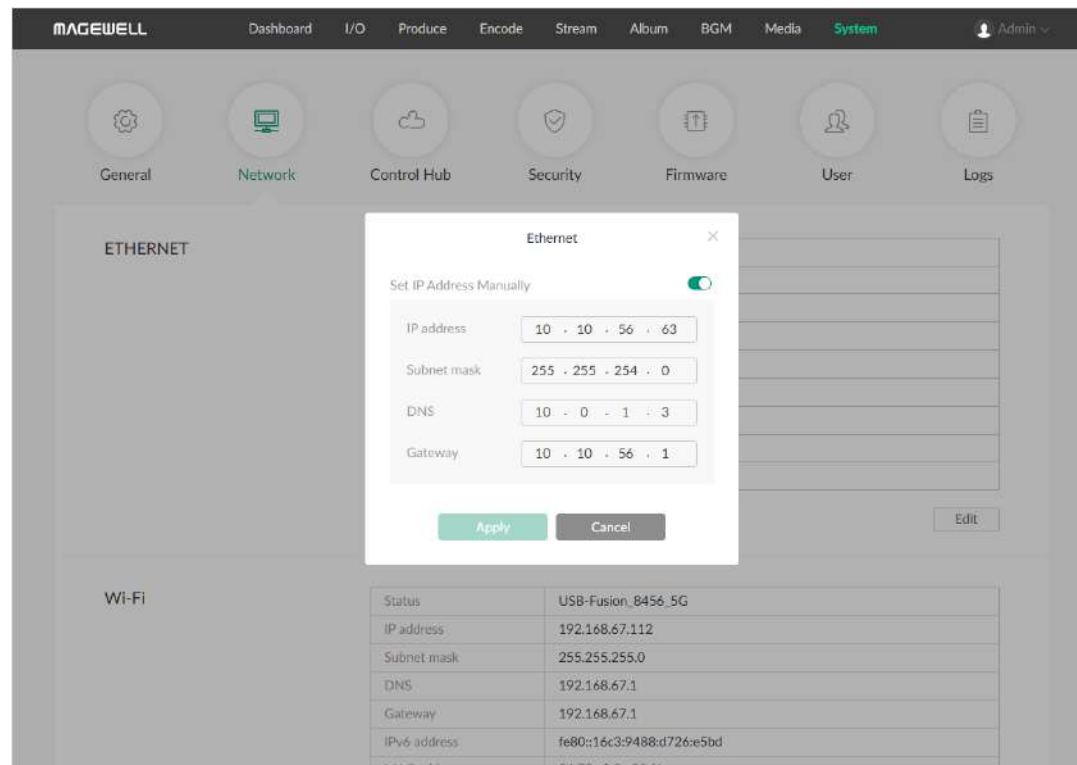 MAGEWELL Dashboard I/O Produce Encode Stream Album BGM Media System Admin
General Network Control Hub Security Firmware User Logs
ETHERNET
Ethernet
Set IP Address Manually
IP address 10 . 10 . 56 . 63
Subnet mask 255 . 255 . 254 . 0
DNS 10 . 0 . 1 . 3
Gateway 10 . 10 . 56 . 1
Apply Cancel
Edit
Wi-Fi
Status USB-Fusion_8456_5G
IP address 192.168.67.112
Subnet mask 255.255.255.0
DNS 192.168.67.1
Gateway 192.168.67.1
IPv6 address fe80::16c3:9488:d726:e5bd